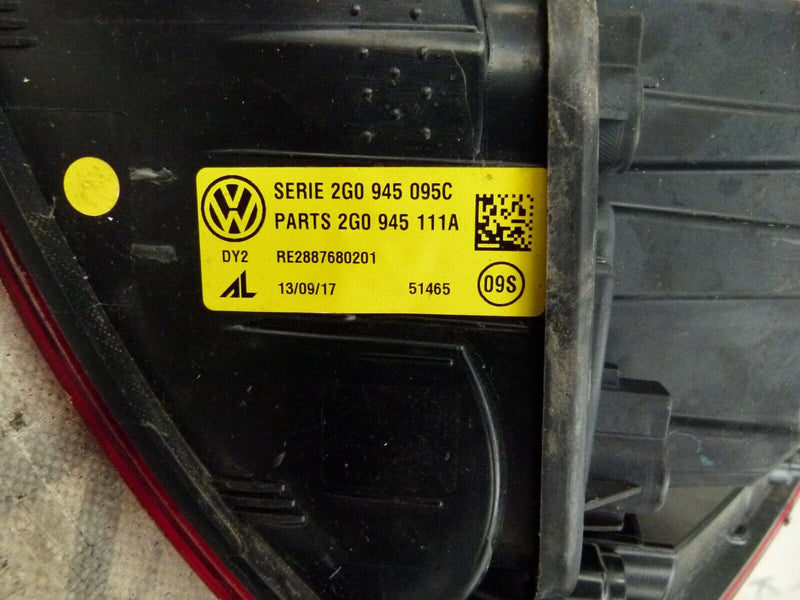 SERIE 2G0 945 095C
PARTS 2G0 945 111A
DY2 RE2887680201
AL 13/09/17 51465 09S